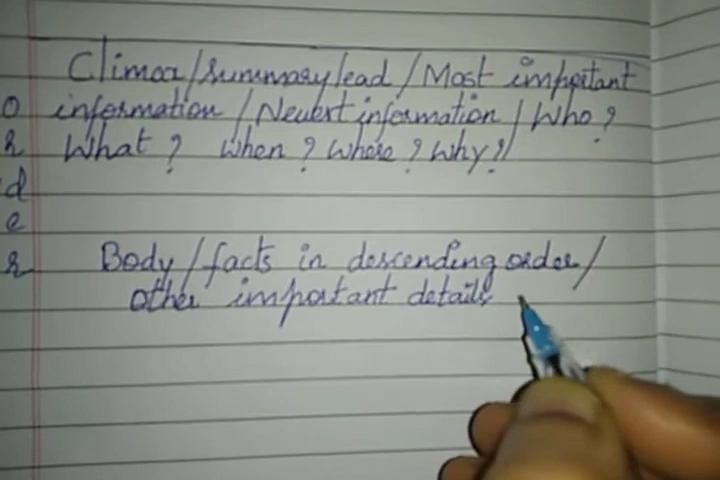 Climax/summary lead/Most important
information/Newest information/Who?
What? When? Where? Why?/
Body/facts in descending order/
other important details
o
r
d
e
r